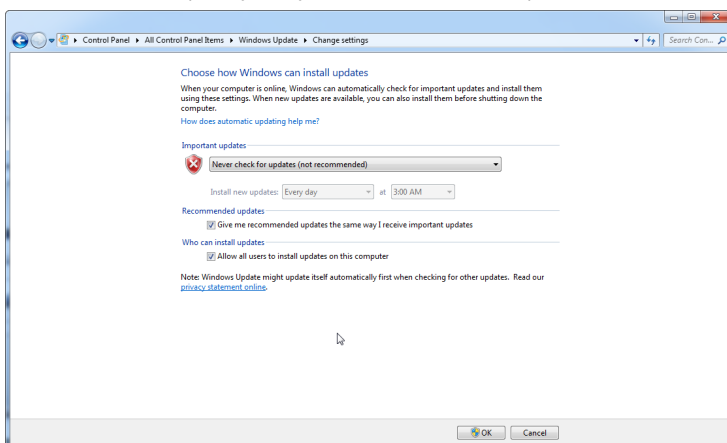 Control Panel ▸ All Control Panel Items ▸ Windows Update ▸ Change settings
Search Con...
Choose how Windows can install updates
When your computer is online, Windows can automatically check for important updates and install them
using these settings. When new updates are available, you can also install them before shutting down the
computer.
How does automatic updating help me?
Important updates
Never check for updates (not recommended)
Install new updates: Every day at 3:00 AM
Recommended updates
Give me recommended updates the same way I receive important updates
Who can install updates
Allow all users to install updates on this computer
Note: Windows Update might update itself automatically first when checking for other updates. Read our
privacy statement online.
OK Cancel